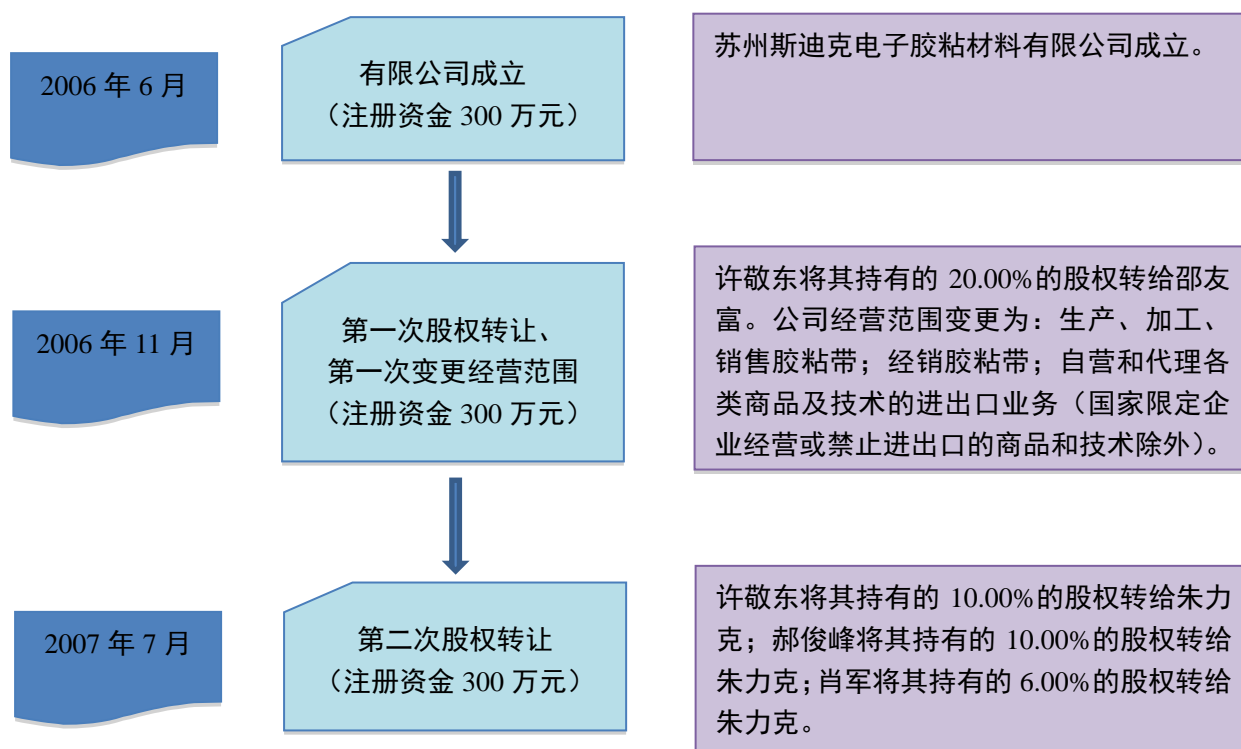 2006 年 6 月
有限公司成立
（注册资金 300 万元）
苏州斯迪克电子胶粘材料有限公司成立。
2006 年 11 月
第一次股权转让、
第一次变更经营范围
（注册资金 300 万元）
许敬东将其持有的 20.00%的股权转给邵友
富。公司经营范围变更为：生产、加工、
销售胶粘带；经销胶粘带；自营和代理各
类商品及技术的进出口业务（国家限定企
业经营或禁止进出口的商品和技术除外）。
2007 年 7 月
第二次股权转让
（注册资金 300 万元）
许敬东将其持有的 10.00%的股权转给朱力
克；郝俊峰将其持有的 10.00%的股权转给
朱力克；肖军将其持有的 6.00%的股权转给
朱力克。